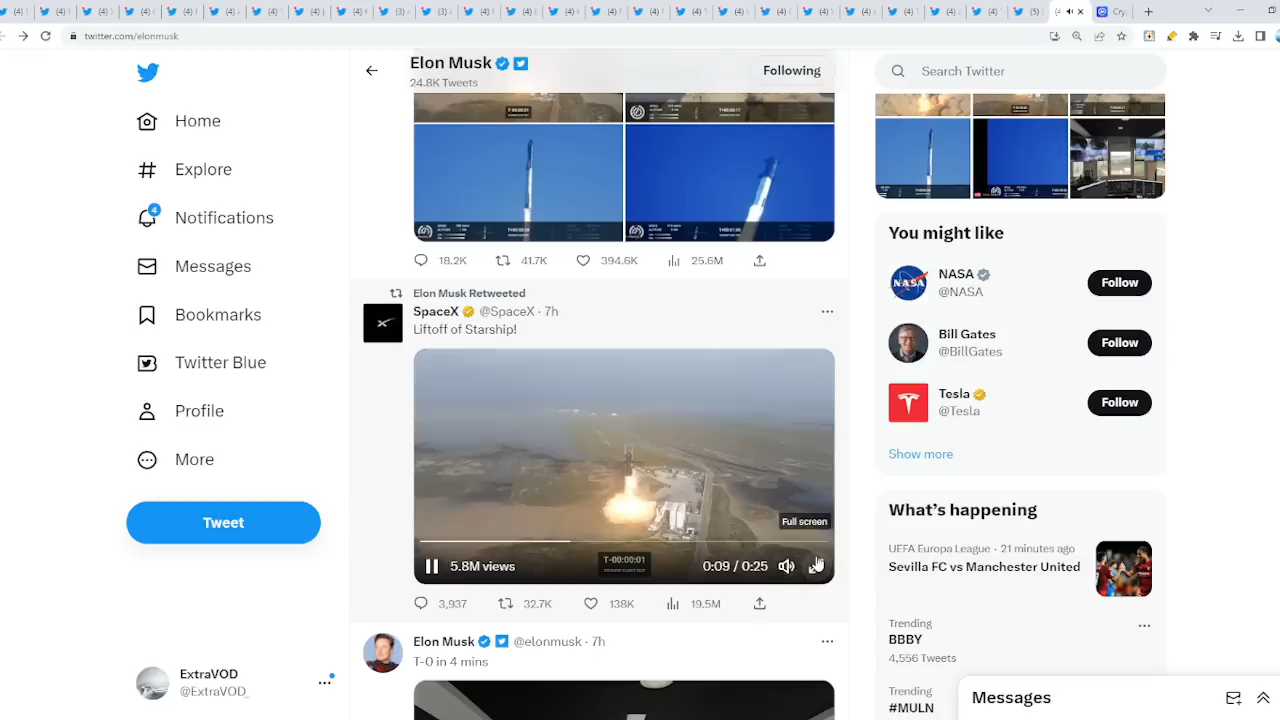 twitter.com/elonmusk
Cry
Home
Explore
4
Notifications
Messages
Bookmarks
Twitter Blue
Profile
More
Tweet
ExtraVOD
@ExtraVOD_
Elon Musk
24.8K Tweets
Following
18.2K 41.7K 394.6K 25.6M
Elon Musk Retweeted
SpaceX @SpaceX · 7h
Liftoff of Starship!
Full screen
T-00:00:01
5.8M views
0:09 / 0:25
3,937 32.7K 138K 19.5M
Elon Musk @elonmusk · 7h
T-0 in 4 mins
Search Twitter
You might like
NASA
@NASA
Follow
Bill Gates
@BillGates
Follow
Tesla
@Tesla
Follow
Show more
What's happening
UEFA Europa League · 21 minutes ago
Sevilla FC vs Manchester United
Trending
BBBY
4,556 Tweets
Trending
#MULN
Messages